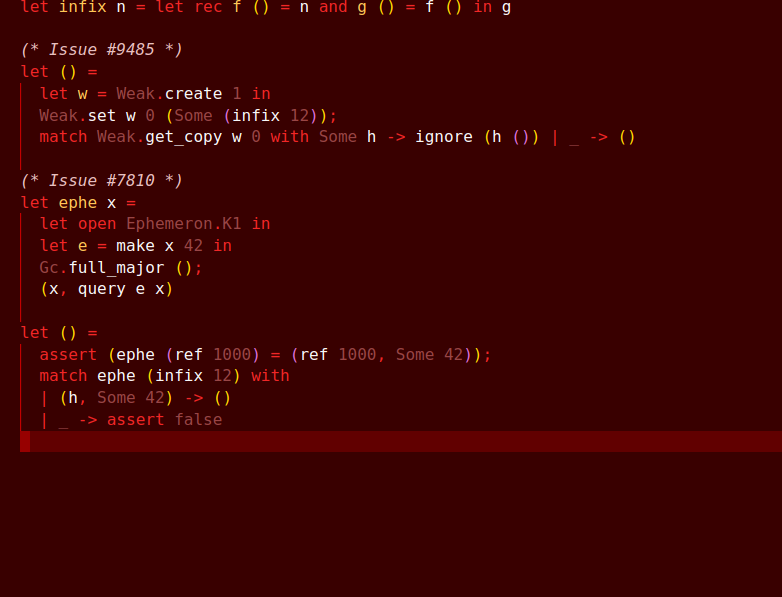 let infix n = let rec f () = n and g () = f () in g
(* Issue #9485 *)
let () =
let w = Weak.create 1 in
Weak.set w 0 (Some (infix 12));
match Weak.get_copy w 0 with Some h -> ignore (h ()) | _ -> ()
(* Issue #7810 *)
let ephe x =
let open Ephemeron.K1 in
let e = make x 42 in
Gc.full_major ();
(x, query e x)
let () =
assert (ephe (ref 1000) = (ref 1000, Some 42));
match ephe (infix 12) with
| (h, Some 42) -> ()
| _ -> assert false